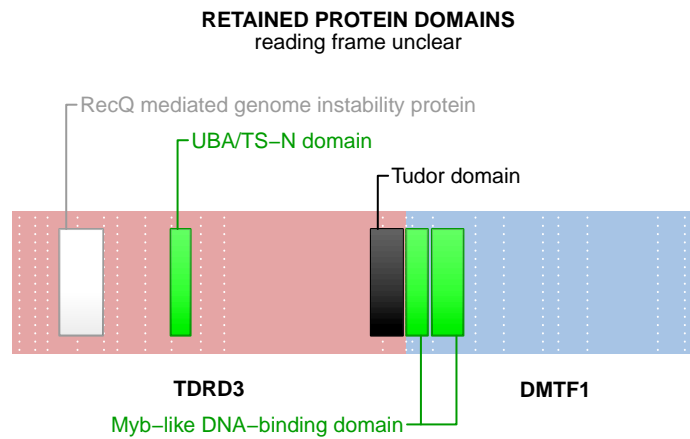 RETAINED PROTEIN DOMAINS
reading frame unclear
RecQ mediated genome instability protein
UBA/TS−N domain
Tudor domain
TDRD3
DMTF1
Myb−like DNA−binding domain